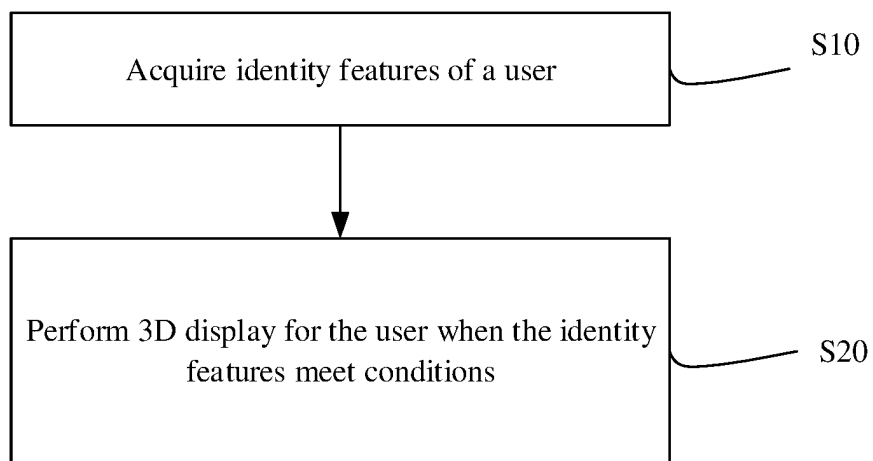 Acquire identity features of a user
S10
Perform 3D display for the user when the identity
features meet conditions
S20